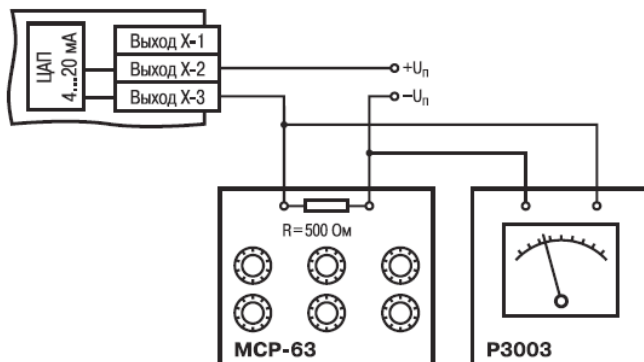 ЦАП
4...20 мА
Выход X-1
Выход X-2
Выход X-3
+Uп
−Uп
R=500 Ом
МСР-63
Р3003